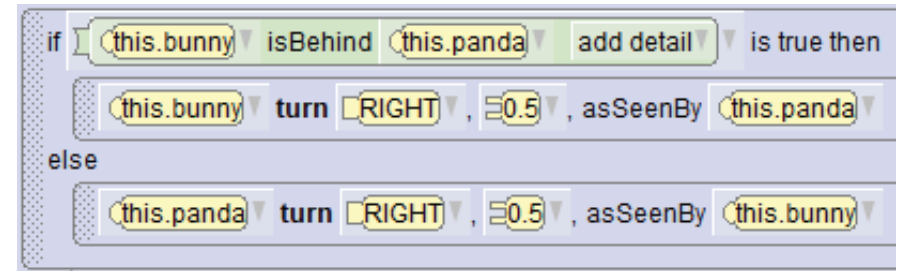 if this.bunny isBehind this.panda add detail is true then
this.bunny turn RIGHT , 0.5 , asSeenBy this.panda
else
this.panda turn RIGHT , 0.5 , asSeenBy this.bunny